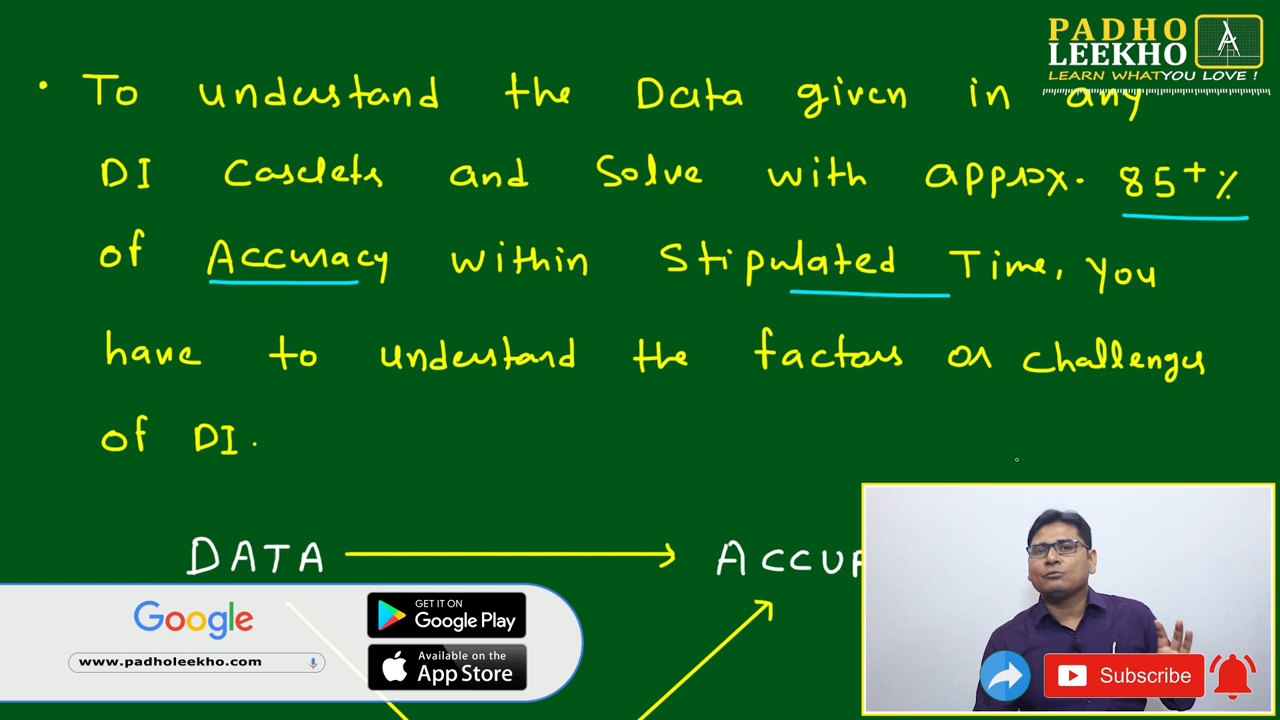 PADHO
LEEKHO
LEARN WHAT YOU LOVE !
• To understand the Data given in any
DI Caselets and Solve with approx. 85+%
of Accuracy within Stipulated Time, you
have to understand the factors or challenges
of DI.
DATA → ACCUR
Google
www.padholeekho.com
GET IT ON
Google Play
Available on the
App Store
Subscribe